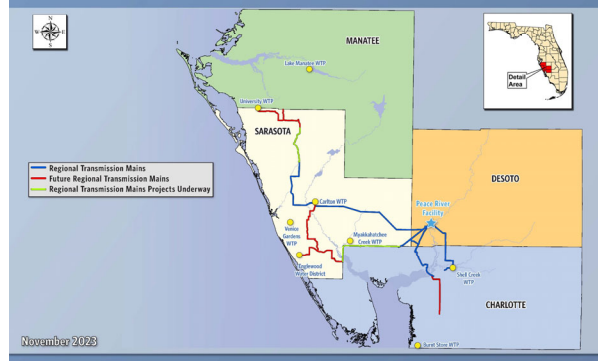 N
W
E
S
MANATEE
Lake Manatee WTP
Detail
Area
University WTP
SARASOTA
Regional Transmission Mains
Future Regional Transmission Mains
Regional Transmission Mains Projects Underway
DESOTO
Carlton WTP
Peace River
Facility
Venice
Gardens
WTP
Myakkahatchee
Creek WTP
Englewood
Water District
Shell Creek
WTP
CHARLOTTE
November 2023
Burnt Store WTP